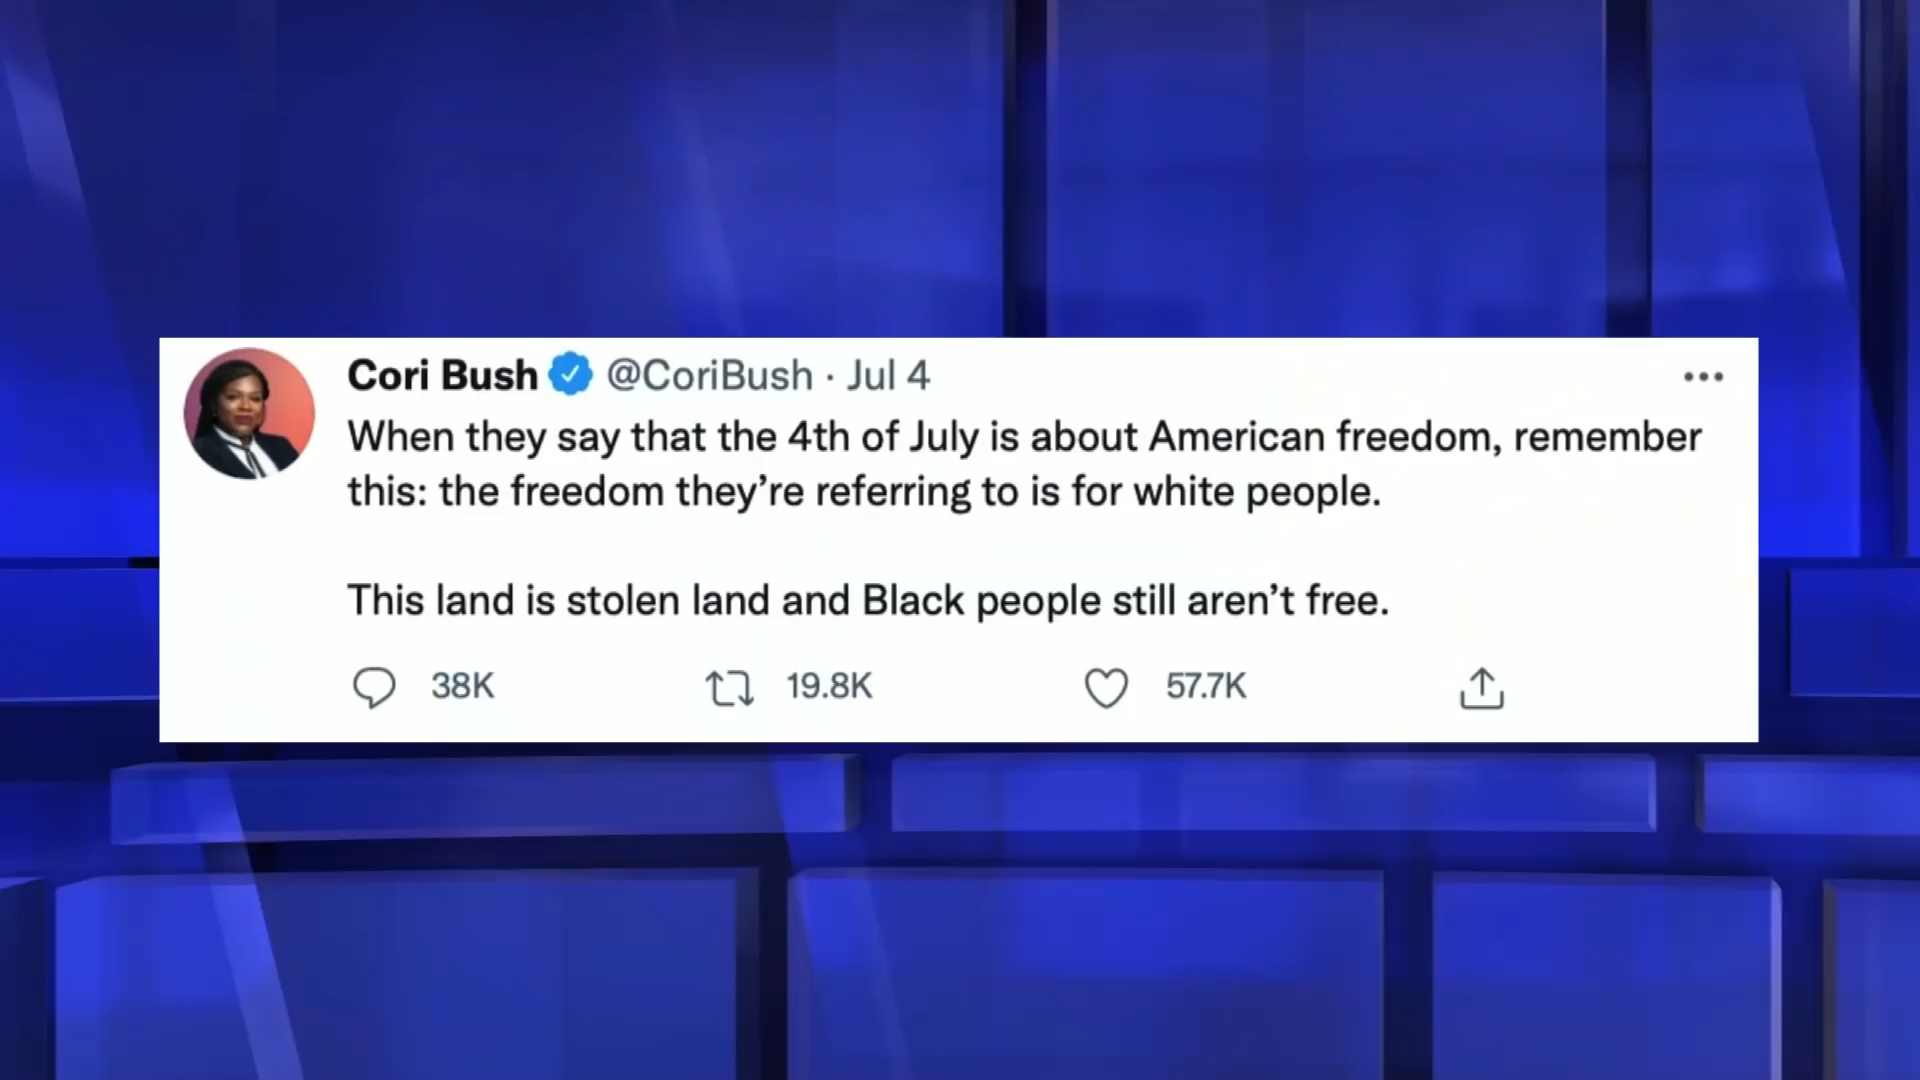 Cori Bush @CoriBush · Jul 4
When they say that the 4th of July is about American freedom, remember
this: the freedom they’re referring to is for white people.
This land is stolen land and Black people still aren’t free.
38K 19.8K 57.7K